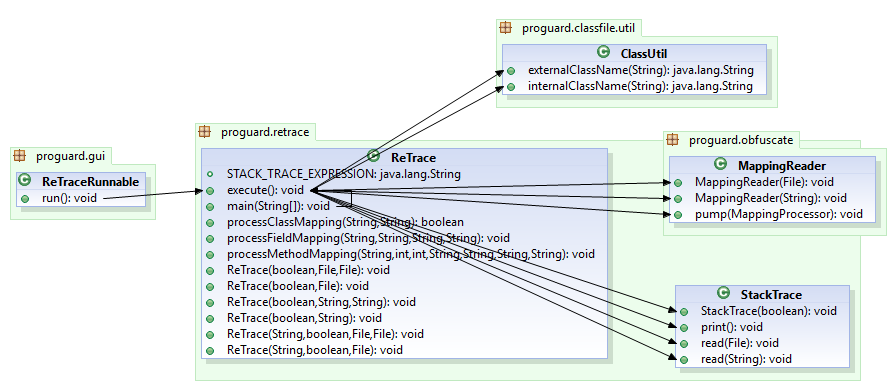 proguard.classfile.util
ClassUtil
externalClassName(String): java.lang.String
internalClassName(String): java.lang.String
proguard.gui
ReTraceRunnable
run(): void
proguard.retrace
ReTrace
STACK_TRACE_EXPRESSION: java.lang.String
execute(): void
main(String[]): void
processClassMapping(String,String): boolean
processFieldMapping(String,String,String,String): void
processMethodMapping(String,int,int,String,String,String,String): void
ReTrace(boolean,File,File): void
ReTrace(boolean,File): void
ReTrace(boolean,String,String): void
ReTrace(boolean,String): void
ReTrace(String,boolean,File,File): void
ReTrace(String,boolean,File): void
proguard.obfuscate
MappingReader
MappingReader(File): void
MappingReader(String): void
pump(MappingProcessor): void
StackTrace
StackTrace(boolean): void
print(): void
read(File): void
read(String): void